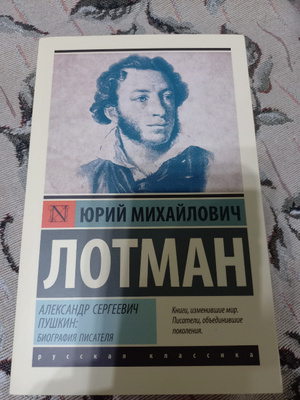 N
ЮРИЙ МИХАЙЛОВИЧ
ЛОТМАН
АЛЕКСАНДР СЕРГЕЕВИЧ
ПУШКИН:
БИОГРАФИЯ ПИСАТЕЛЯ
Книги, изменившие мир.
Писатели, объединившие
поколения.
русская классика